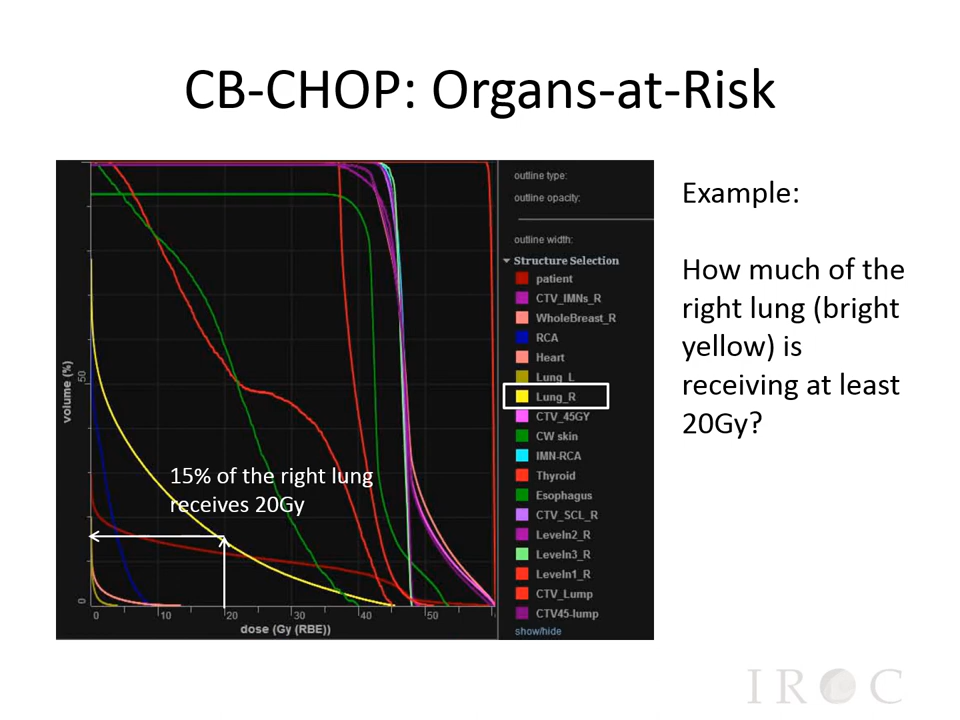 CB-CHOP: Organs-at-Risk
outline type:
outline opacity:
outline width:
Structure Selection
patient
CTV_IMNs_R
WholeBreast_R
RCA
Heart
Lung_L
Lung_R
CTV_45GY
CW skin
IMN-RCA
Thyroid
Esophagus
CTV_SCL_R
Leveln2_R
Leveln3_R
Leveln1_R
CTV_Lump
CTV45-lump
show/hide
volume (%)
50
0
15% of the right lung
receives 20Gy
0 10 20 30 40 50
dose (Gy (RBE))
Example:
How much of the
right lung (bright
yellow) is
receiving at least
20Gy?
IROC